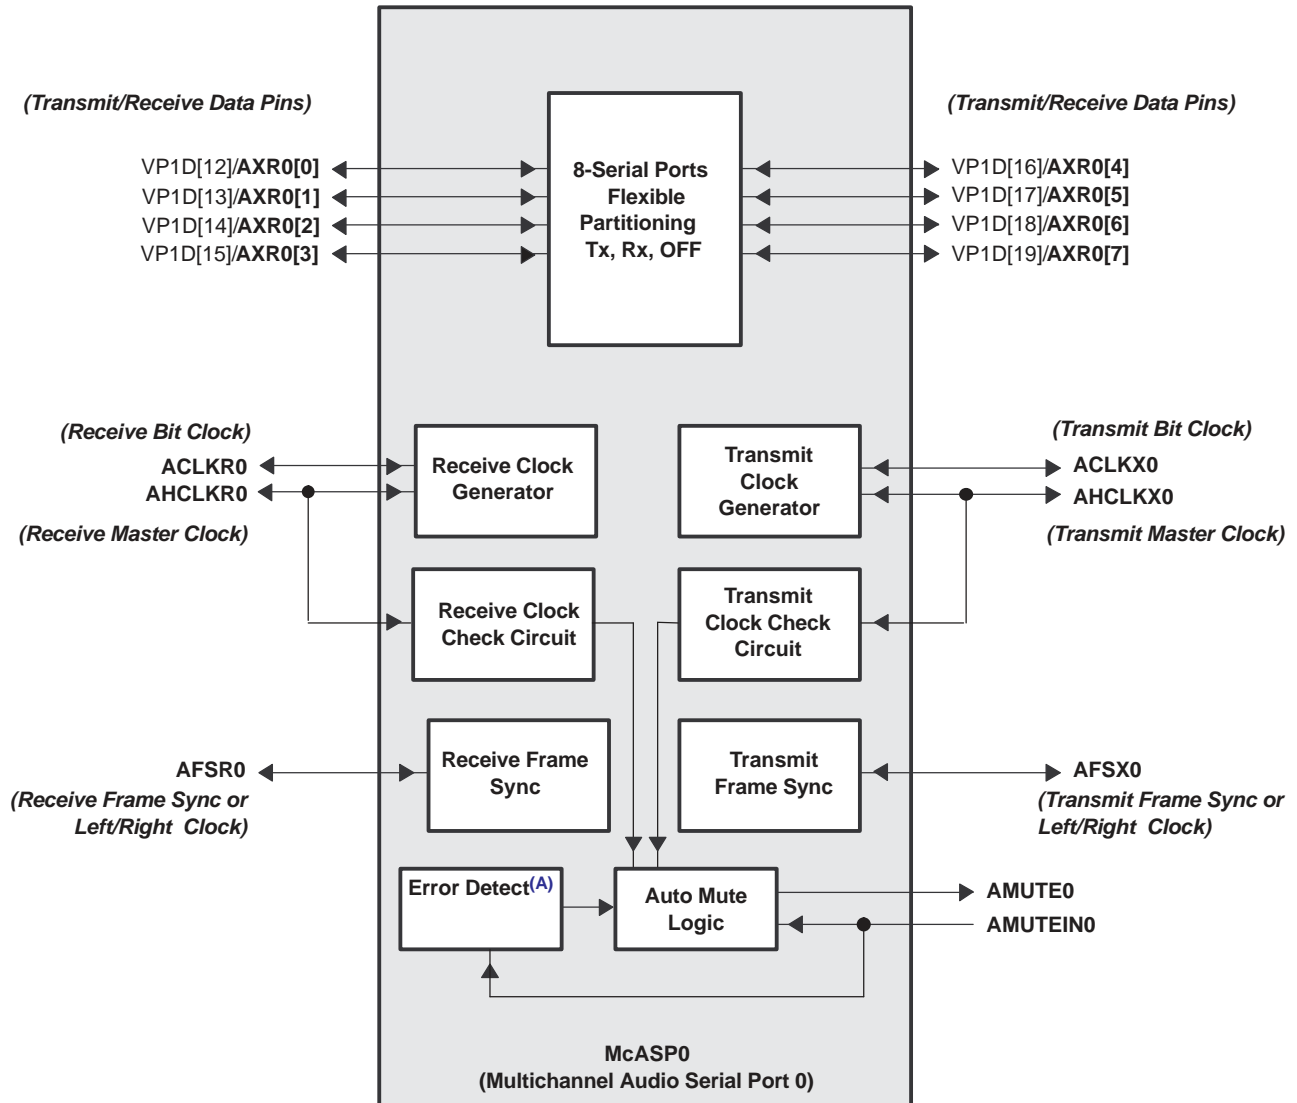 (Transmit/Receive Data Pins)
VP1D[12]/AXR0[0]
VP1D[13]/AXR0[1]
VP1D[14]/AXR0[2]
VP1D[15]/AXR0[3]
8-Serial Ports
Flexible
Partitioning
Tx, Rx, OFF
(Transmit/Receive Data Pins)
VP1D[16]/AXR0[4]
VP1D[17]/AXR0[5]
VP1D[18]/AXR0[6]
VP1D[19]/AXR0[7]
(Receive Bit Clock)
ACLKR0
AHCLKR0
(Receive Master Clock)
Receive Clock
Generator
Transmit
Clock
Generator
(Transmit Bit Clock)
ACLKX0
AHCLKX0
(Transmit Master Clock)
Receive Clock
Check Circuit
Transmit
Clock Check
Circuit
AFSR0
(Receive Frame Sync or
Left/Right Clock)
Receive Frame
Sync
Transmit
Frame Sync
AFSX0
(Transmit Frame Sync or
Left/Right Clock)
Error Detect(A)
Auto Mute
Logic
AMUTE0
AMUTEIN0
McASP0
(Multichannel Audio Serial Port 0)